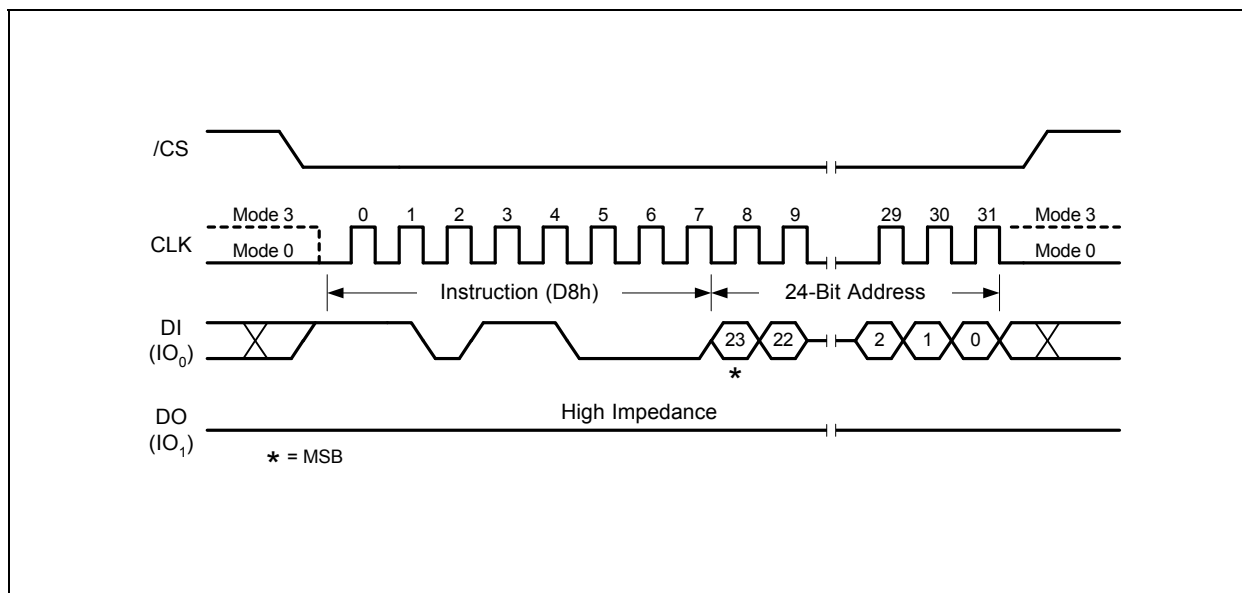 /CS
Mode 3 0 1 2 3 4 5 6 7 8 9 29 30 31 Mode 3
CLK
Mode 0 Mode 0
Instruction (D8h) 24-Bit Address
DI
(IO₀)
23 22 2 1 0
*
DO
(IO₁)
High Impedance
* = MSB